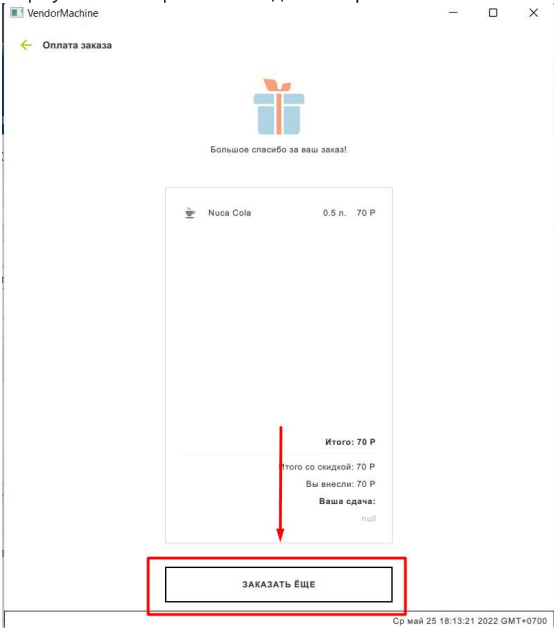 VendorMachine
Оплата заказа
Большое спасибо за ваш заказ!
Nuca Cola 0.5 л. 70 Р
Итого: 70 Р
Итого со скидкой: 70 Р
Вы внесли: 70 Р
Ваша сдача:
null
ЗАКАЗАТЬ ЁЩЕ
Ср май 25 18:13:21 2022 GMT+0700